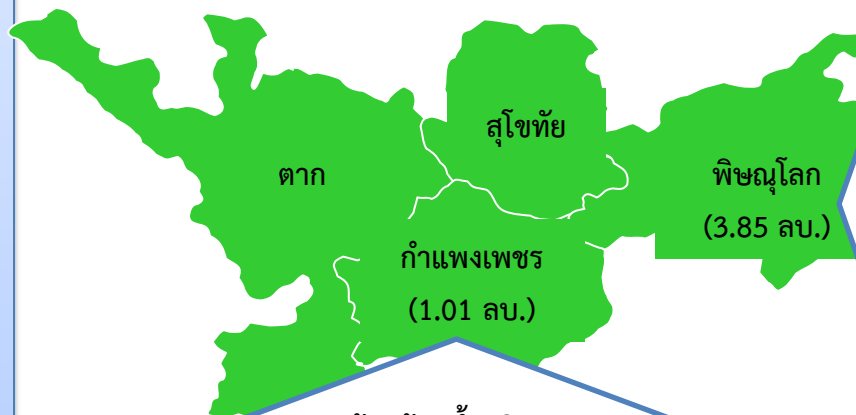 สุโขทัย
ตาก
พิษณุโลก
(3.85 ลบ.)
กำแพงเพชร
(1.01 ลบ.)